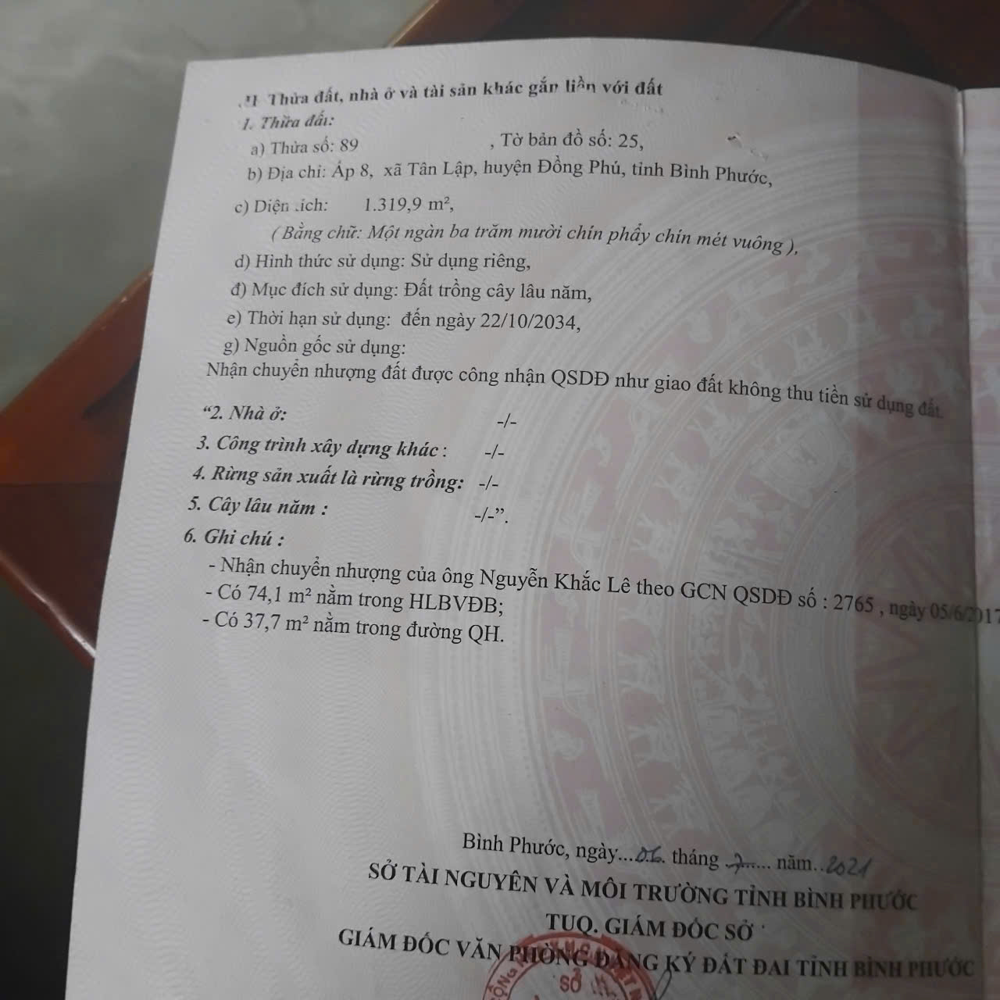 II Thửa đất, nhà ở và tài sản khác gắn liền với đất
1. Thửa đất:
a) Thửa số: 89 , Tờ bản đồ số: 25,
b) Địa chỉ: Ấp 8, xã Tân Lập, huyện Đồng Phú, tỉnh Bình Phước,
c) Diện tích: 1.319,9 m²,
( Bằng chữ: Một ngàn ba trăm mười chín phẩy chín mét vuông ),
d) Hình thức sử dụng: Sử dụng riêng,
đ) Mục đích sử dụng: Đất trồng cây lâu năm,
e) Thời hạn sử dụng: đến ngày 22/10/2034,
g) Nguồn gốc sử dụng:
Nhận chuyển nhượng đất được công nhận QSDĐ như giao đất không thu tiền sử dụng đất.
“2. Nhà ở: -/-
3. Công trình xây dựng khác : -/-
4. Rừng sản xuất là rừng trồng: -/-
5. Cây lâu năm : -/-”.
6. Ghi chú :
- Nhận chuyển nhượng của ông Nguyễn Khắc Lê theo GCN QSDĐ số : 2765 , ngày 05/6/2017
- Có 74,1 m² nằm trong HLBVĐB;
- Có 37,7 m² nằm trong đường QH.
Bình Phước, ngày...06. tháng .7..... năm..2021
SỞ TÀI NGUYÊN VÀ MÔI TRƯỜNG TỈNH BÌNH PHƯỚC
TUQ. GIÁM ĐỐC SỞ
GIÁM ĐỐC VĂN PHÒNG ĐĂNG KÝ ĐẤT ĐAI TỈNH BÌNH PHƯỚC
SỞ